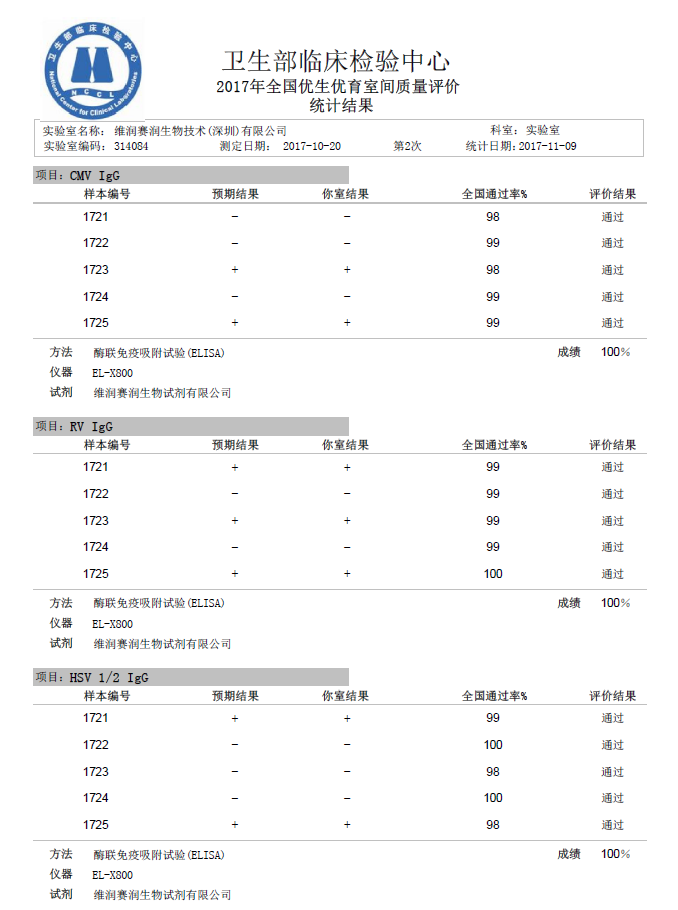 卫生部临床检验中心
National Center for Clinical Laboratories
NCCL
卫生部临床检验中心
2017年全国优生优育室间质量评价
统计结果
实验室名称: 维润赛润生物技术(深圳)有限公司 科室: 实验室
实验室编码: 314084 测定日期: 2017-10-20 第2次 统计日期:2017-11-09
项目: CMV IgG
样本编号 预期结果 你室结果 全国通过率% 评价结果
1721 − − 98 通过
1722 − − 99 通过
1723 + + 98 通过
1724 − − 99 通过
1725 + + 99 通过
方法 酶联免疫吸附试验(ELISA) 成绩 100%
仪器 EL-X800
试剂 维润赛润生物试剂有限公司
项目: RV IgG
样本编号 预期结果 你室结果 全国通过率% 评价结果
1721 + + 99 通过
1722 − − 99 通过
1723 + + 99 通过
1724 − − 99 通过
1725 + + 100 通过
方法 酶联免疫吸附试验(ELISA) 成绩 100%
仪器 EL-X800
试剂 维润赛润生物试剂有限公司
项目: HSV 1/2 IgG
样本编号 预期结果 你室结果 全国通过率% 评价结果
1721 + + 99 通过
1722 − − 100 通过
1723 − − 98 通过
1724 − − 100 通过
1725 + + 98 通过
方法 酶联免疫吸附试验(ELISA) 成绩 100%
仪器 EL-X800
试剂 维润赛润生物试剂有限公司